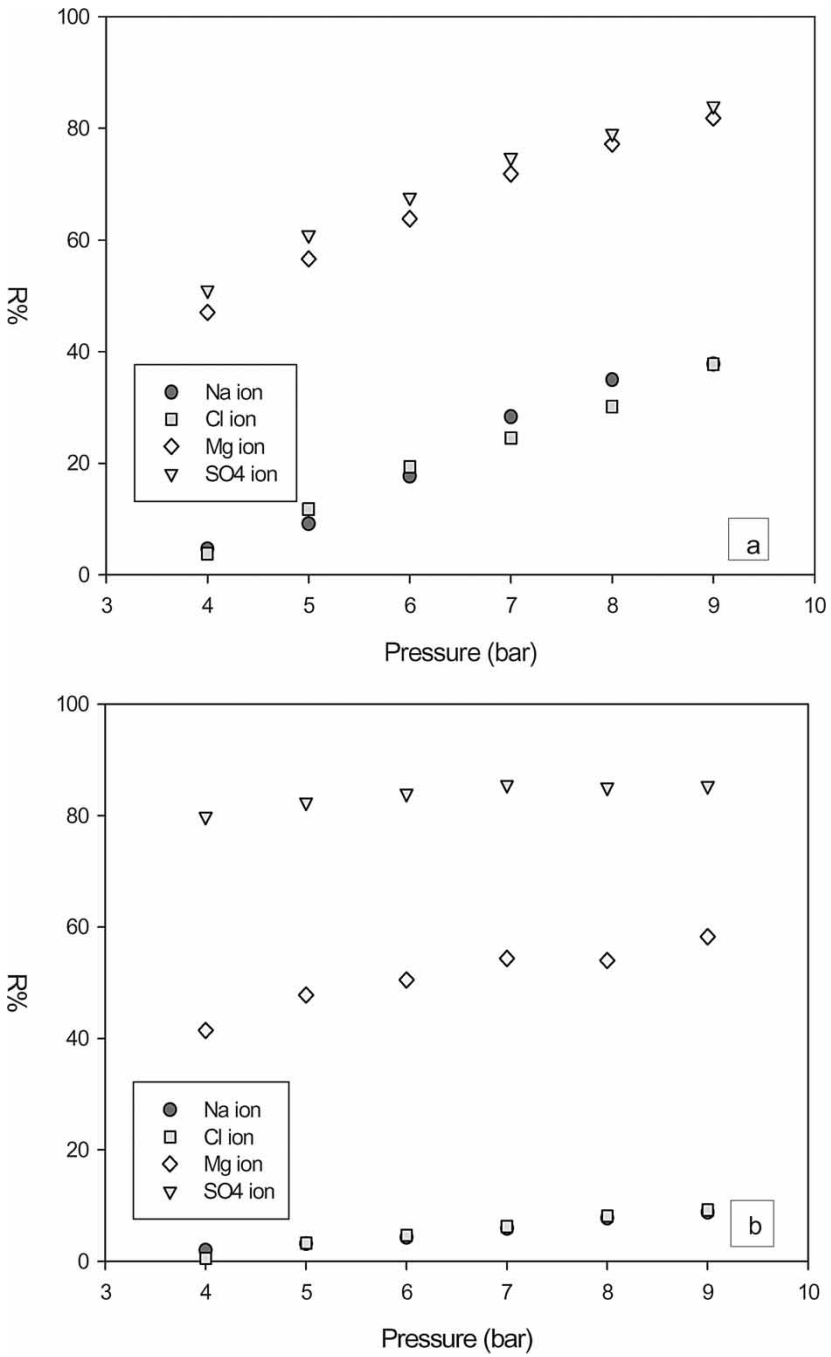 100
80
60
R%
40
Na ion
Cl ion
Mg ion
SO4 ion
20
a
0
3 4 5 6 7 8 9 10
Pressure (bar)
100
80
60
R%
40
Na ion
Cl ion
Mg ion
SO4 ion
20
b
0
3 4 5 6 7 8 9 10
Pressure (bar)